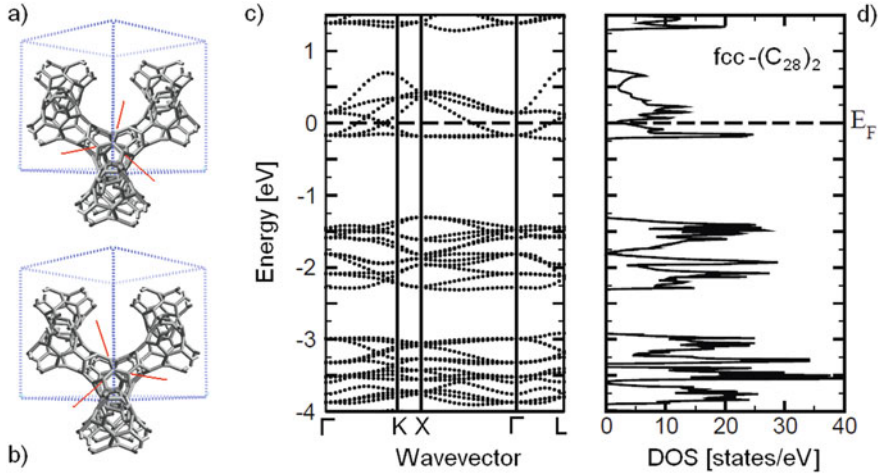 a)
b)
c)
Energy [eV]
1
0
-1
-2
-3
-4
Γ K X Γ L
Wavevector
d)
fcc-(C₂₈)₂
E_F
0 10 20 30 40
DOS [states/eV]